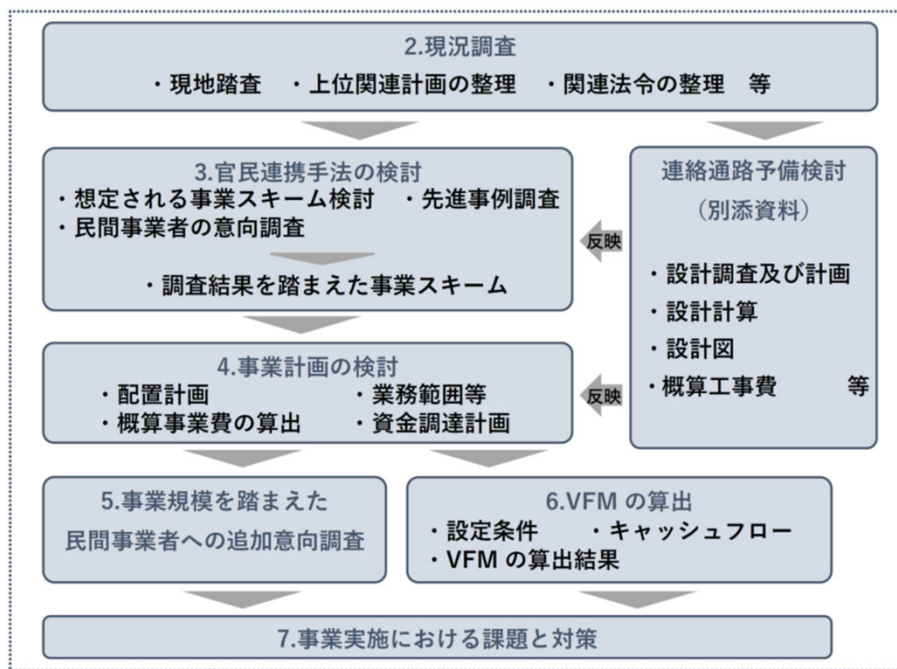 2.現況調査
・現地踏査 ・上位関連計画の整理 ・関連法令の整理 等
3.官民連携手法の検討
・想定される事業スキーム検討 ・先進事例調査
・民間事業者の意向調査
・調査結果を踏まえた事業スキーム
連絡通路予備検討
（別添資料）
・設計調査及び計画
・設計計算
・設計図
・概算工事費 等
反映
4.事業計画の検討
・配置計画 ・業務範囲等
・概算事業費の算出 ・資金調達計画
反映
5.事業規模を踏まえた
民間事業者への追加意向調査
6.VFM の算出
・設定条件 ・キャッシュフロー
・VFM の算出結果
7.事業実施における課題と対策